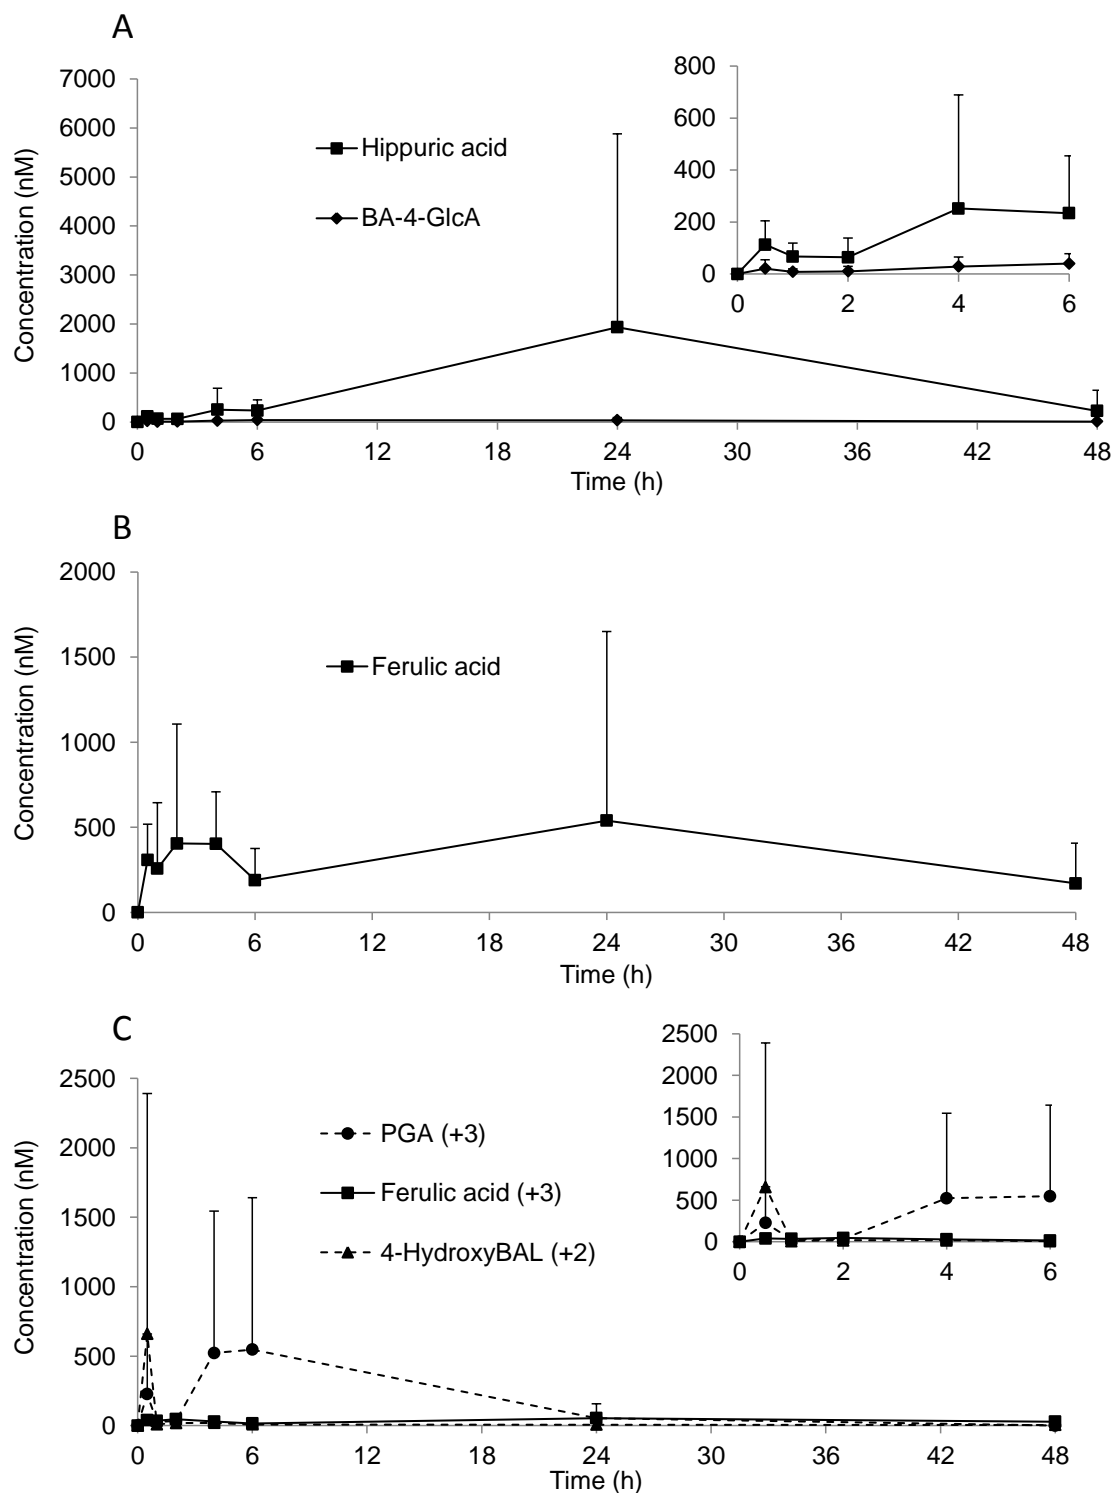 A
7000
6000
5000
4000
3000
2000
1000
0
Concentration (nM)
Hippuric acid
BA-4-GlcA
0 6 12 18 24 30 36 42 48
Time (h)
800
600
400
200
0
0 2 4 6
B
2000
1500
1000
500
0
Concentration (nM)
Ferulic acid
0 6 12 18 24 30 36 42 48
Time (h)
C
2500
2000
1500
1000
500
0
Concentration (nM)
PGA (+3)
Ferulic acid (+3)
4-HydroxyBAL (+2)
0 6 12 18 24 30 36 42 48
Time (h)
2500
2000
1500
1000
500
0
0 2 4 6